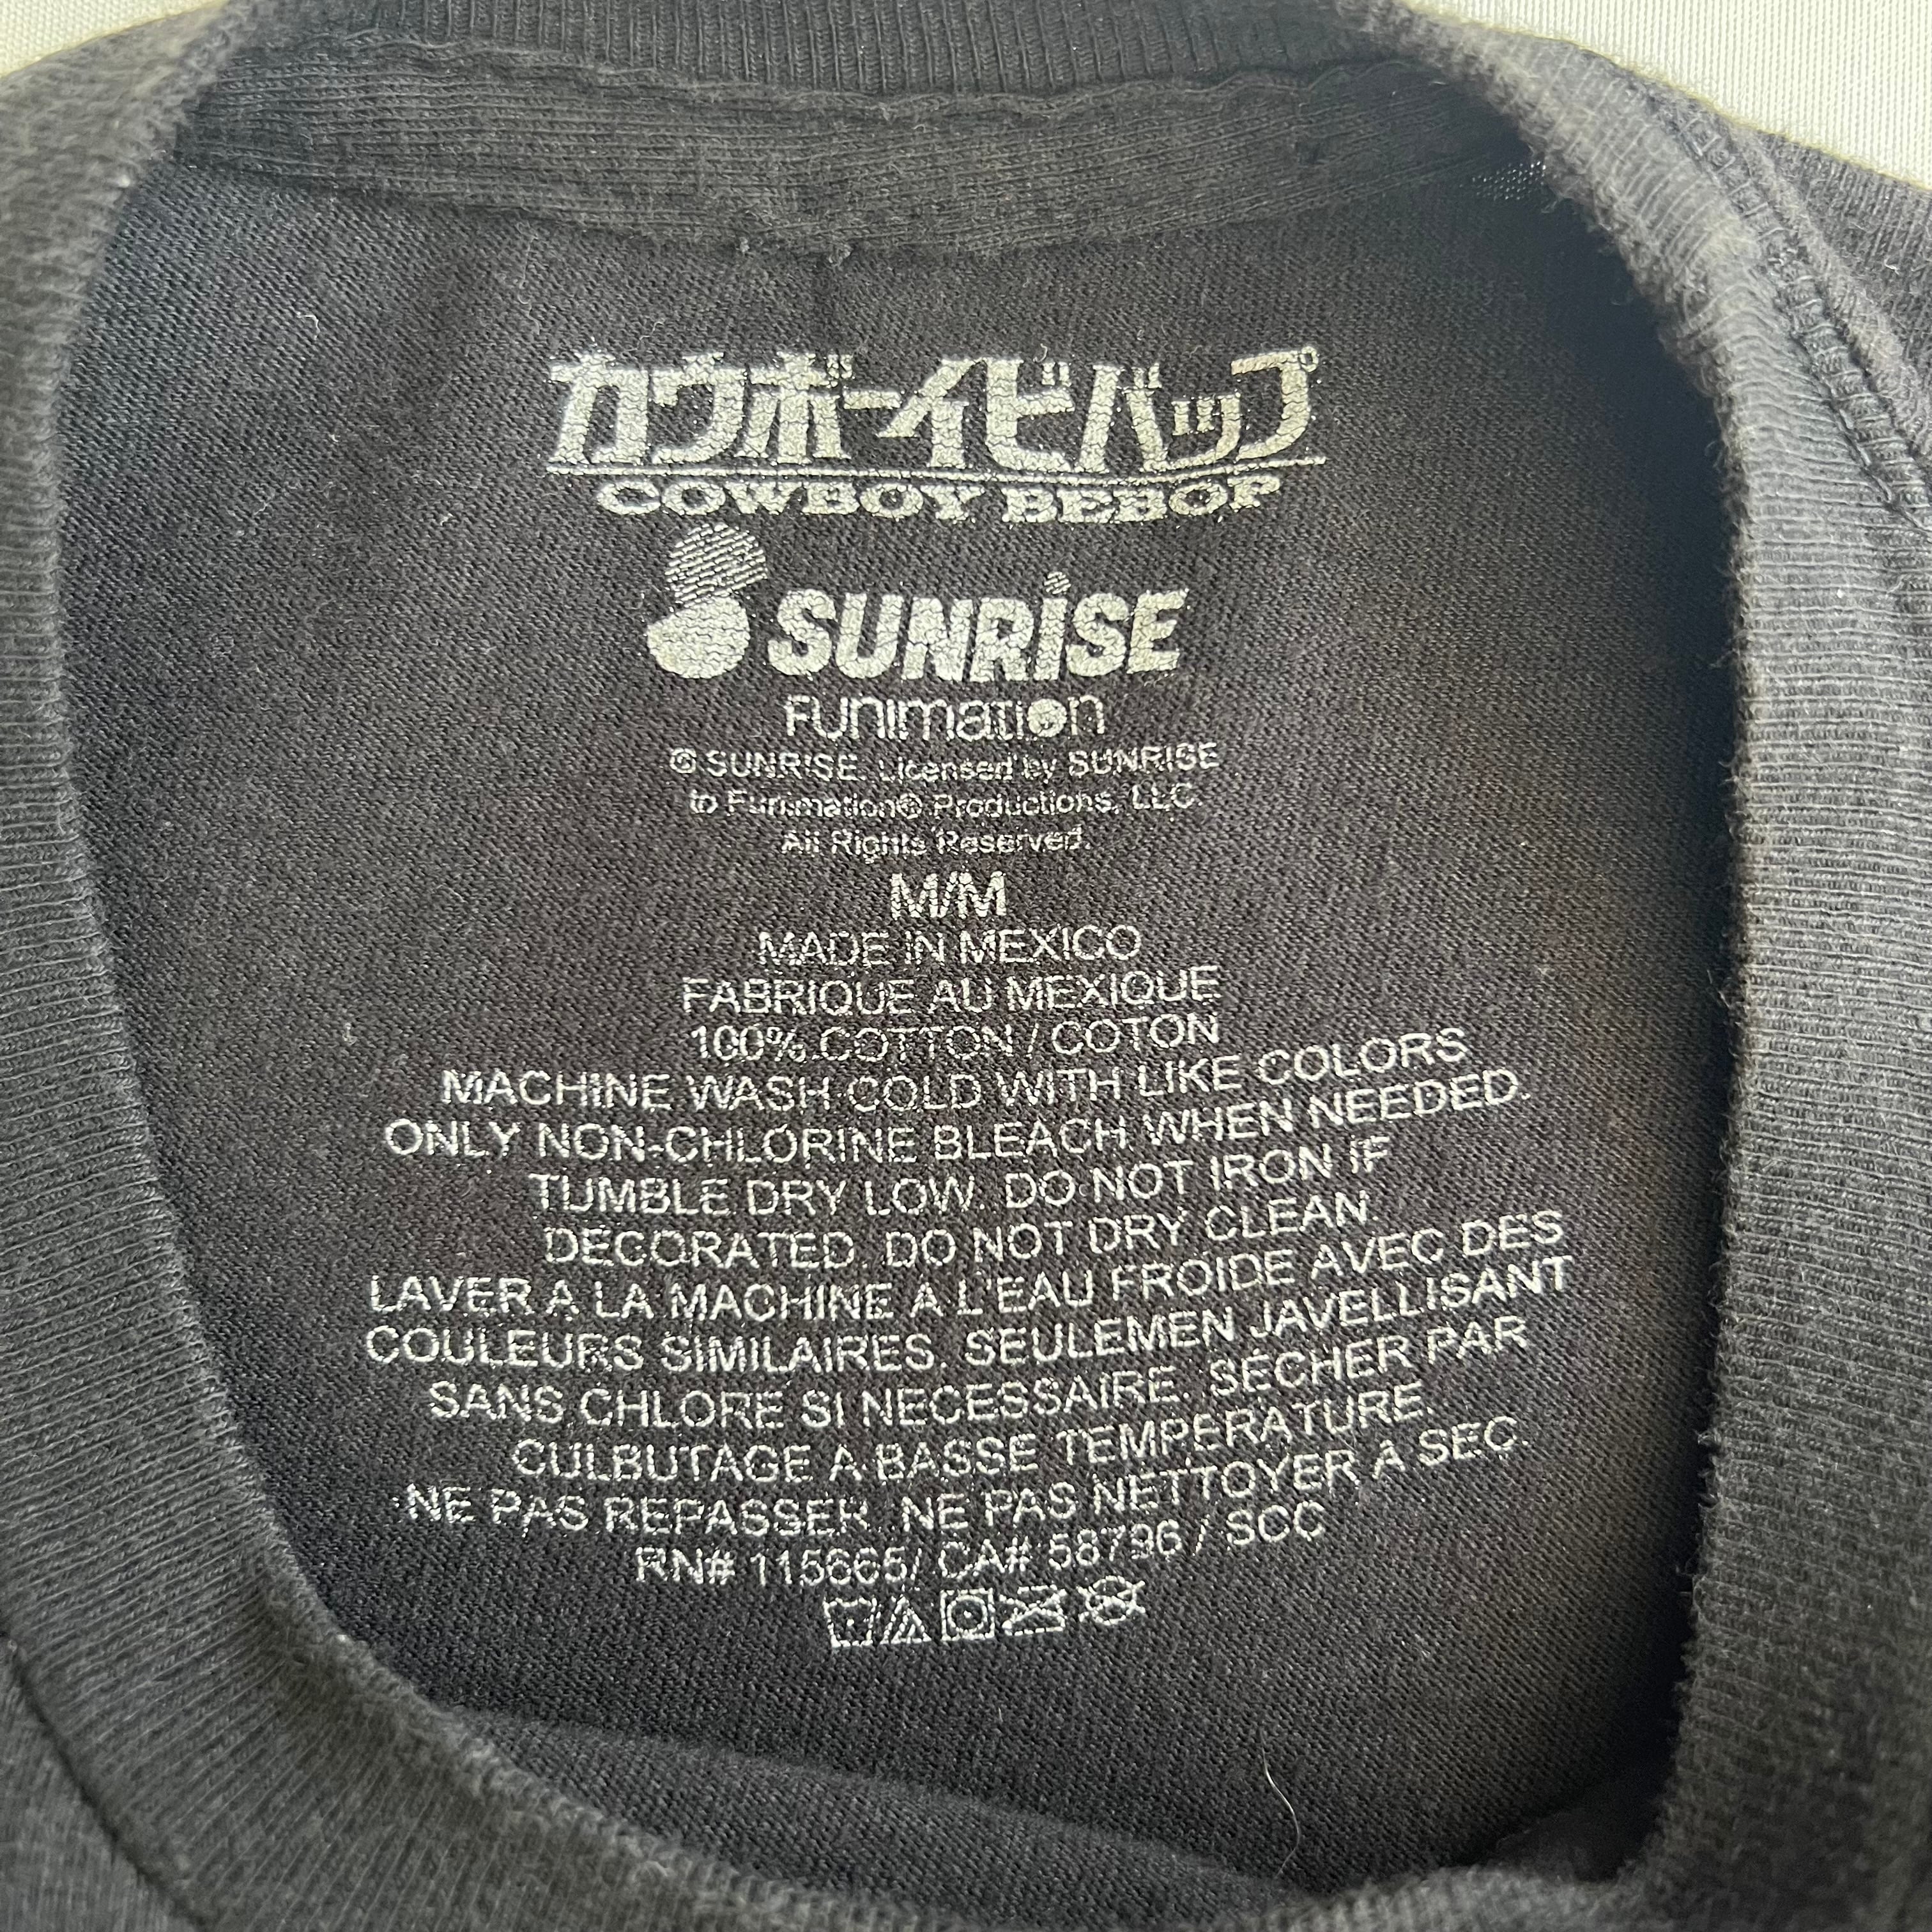 カウボーイビバップ
COWBOY BEBOP
SUNRISE
FUnimation
© SUNRISE. Licensed by SUNRISE
to Funimation® Productions, LLC.
All Rights Reserved.
M/M
MADE IN MEXICO
FABRIQUE AU MEXIQUE
100% COTTON / COTON
MACHINE WASH COLD WITH LIKE COLORS
ONLY NON-CHLORINE BLEACH WHEN NEEDED.
TUMBLE DRY LOW. DO NOT IRON IF
DECORATED. DO NOT DRY CLEAN.
LAVER A LA MACHINE A L'EAU FROIDE AVEC DES
COULEURS SIMILAIRES. SEULEMEN JAVELLISANT
SANS CHLORE SI NECESSAIRE. SECHER PAR
CULBUTAGE A BASSE TEMPERATURE.
NE PAS REPASSER. NE PAS NETTOYER A SEC.
RN# 115665/ CA# 58796 / SCC